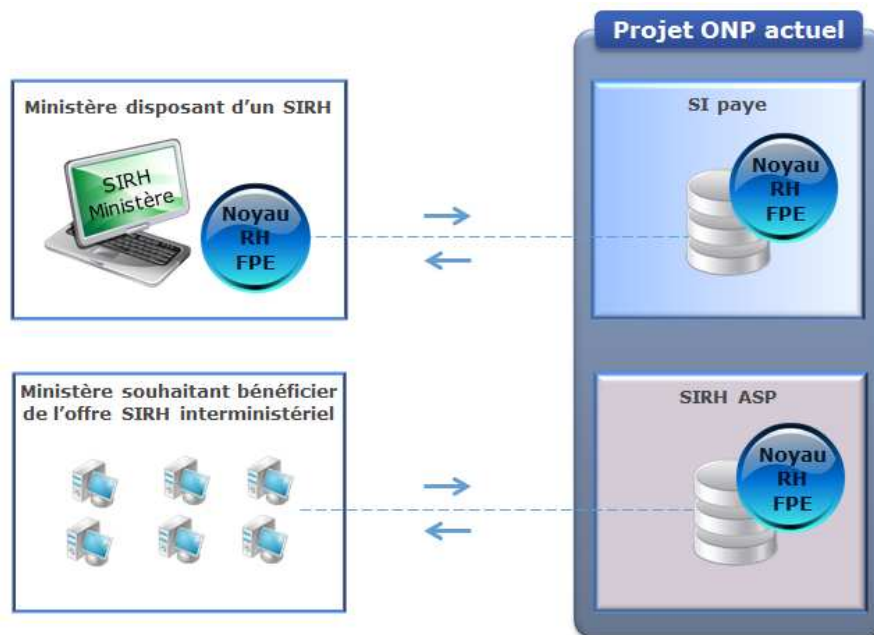 Projet ONP actuel
Ministère disposant d'un SIRH
SIRH
Ministère
Noyau
RH
FPE
SI paye
Noyau
RH
FPE
Ministère souhaitant bénéficier
de l'offre SIRH interministériel
SIRH ASP
Noyau
RH
FPE